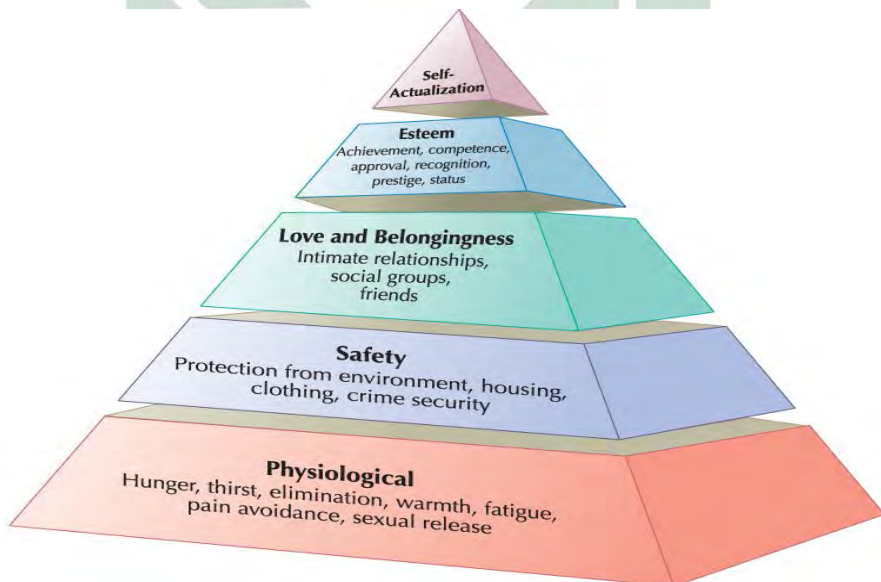 Self-
Actualization
Esteem
Achievement, competence,
approval, recognition,
prestige, status
Love and Belongingness
Intimate relationships,
social groups,
friends
Safety
Protection from environment, housing,
clothing, crime security
Physiological
Hunger, thirst, elimination, warmth, fatigue,
pain avoidance, sexual release